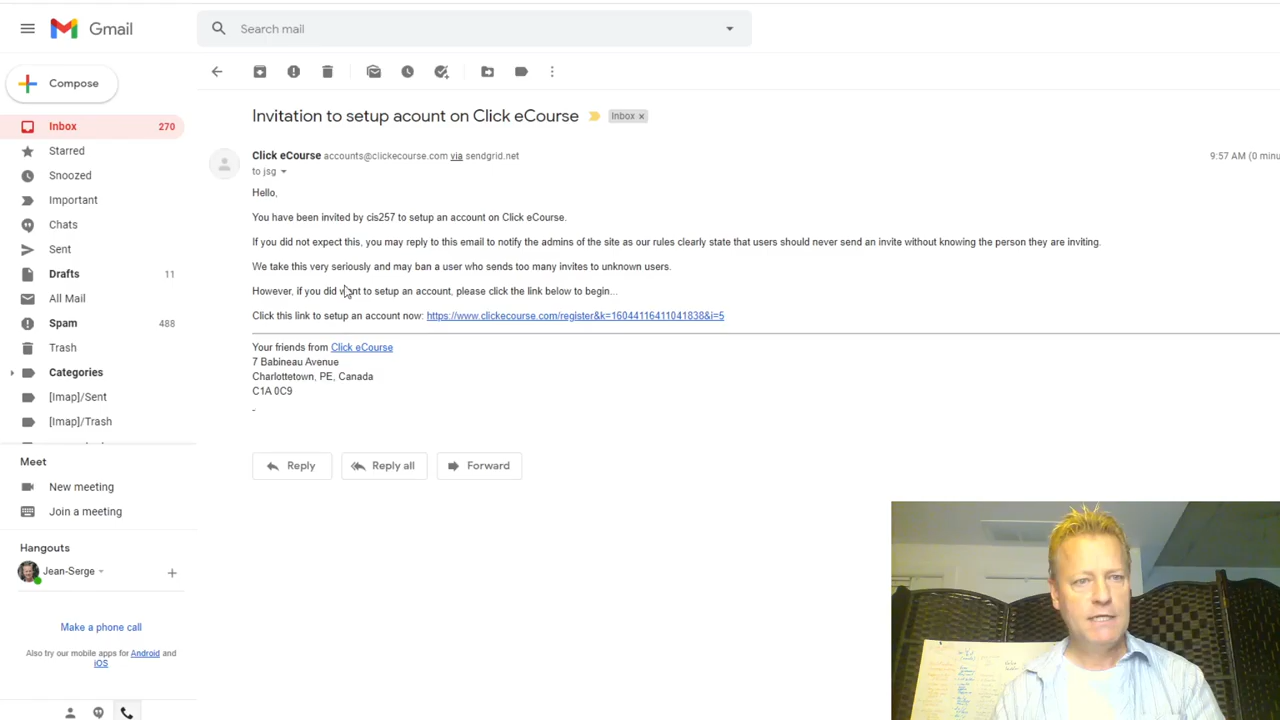 Gmail
Search mail
Compose
Inbox 270
Starred
Snoozed
Important
Chats
Sent
Drafts 11
All Mail
Spam 488
Trash
Categories
[Imap]/Sent
[Imap]/Trash
Meet
New meeting
Join a meeting
Hangouts
Jean-Serge
Make a phone call
Also try our mobile apps for Android and
iOS
Invitation to setup acount on Click eCourse Inbox x
Click eCourse accounts@clickecourse.com via sendgrid.net 9:57 AM (0 minu
to jsg
Hello,
You have been invited by cis257 to setup an account on Click eCourse.
If you did not expect this, you may reply to this email to notify the admins of the site as our rules clearly state that users should never send an invite without knowing the person they are inviting.
We take this very seriously and may ban a user who sends too many invites to unknown users.
However, if you did want to setup an account, please click the link below to begin...
Click this link to setup an account now: https://www.clickecourse.com/register&k=16044116411041838&i=5
Your friends from Click eCourse
7 Babineau Avenue
Charlottetown, PE, Canada
C1A 0C9
-
Reply Reply all Forward